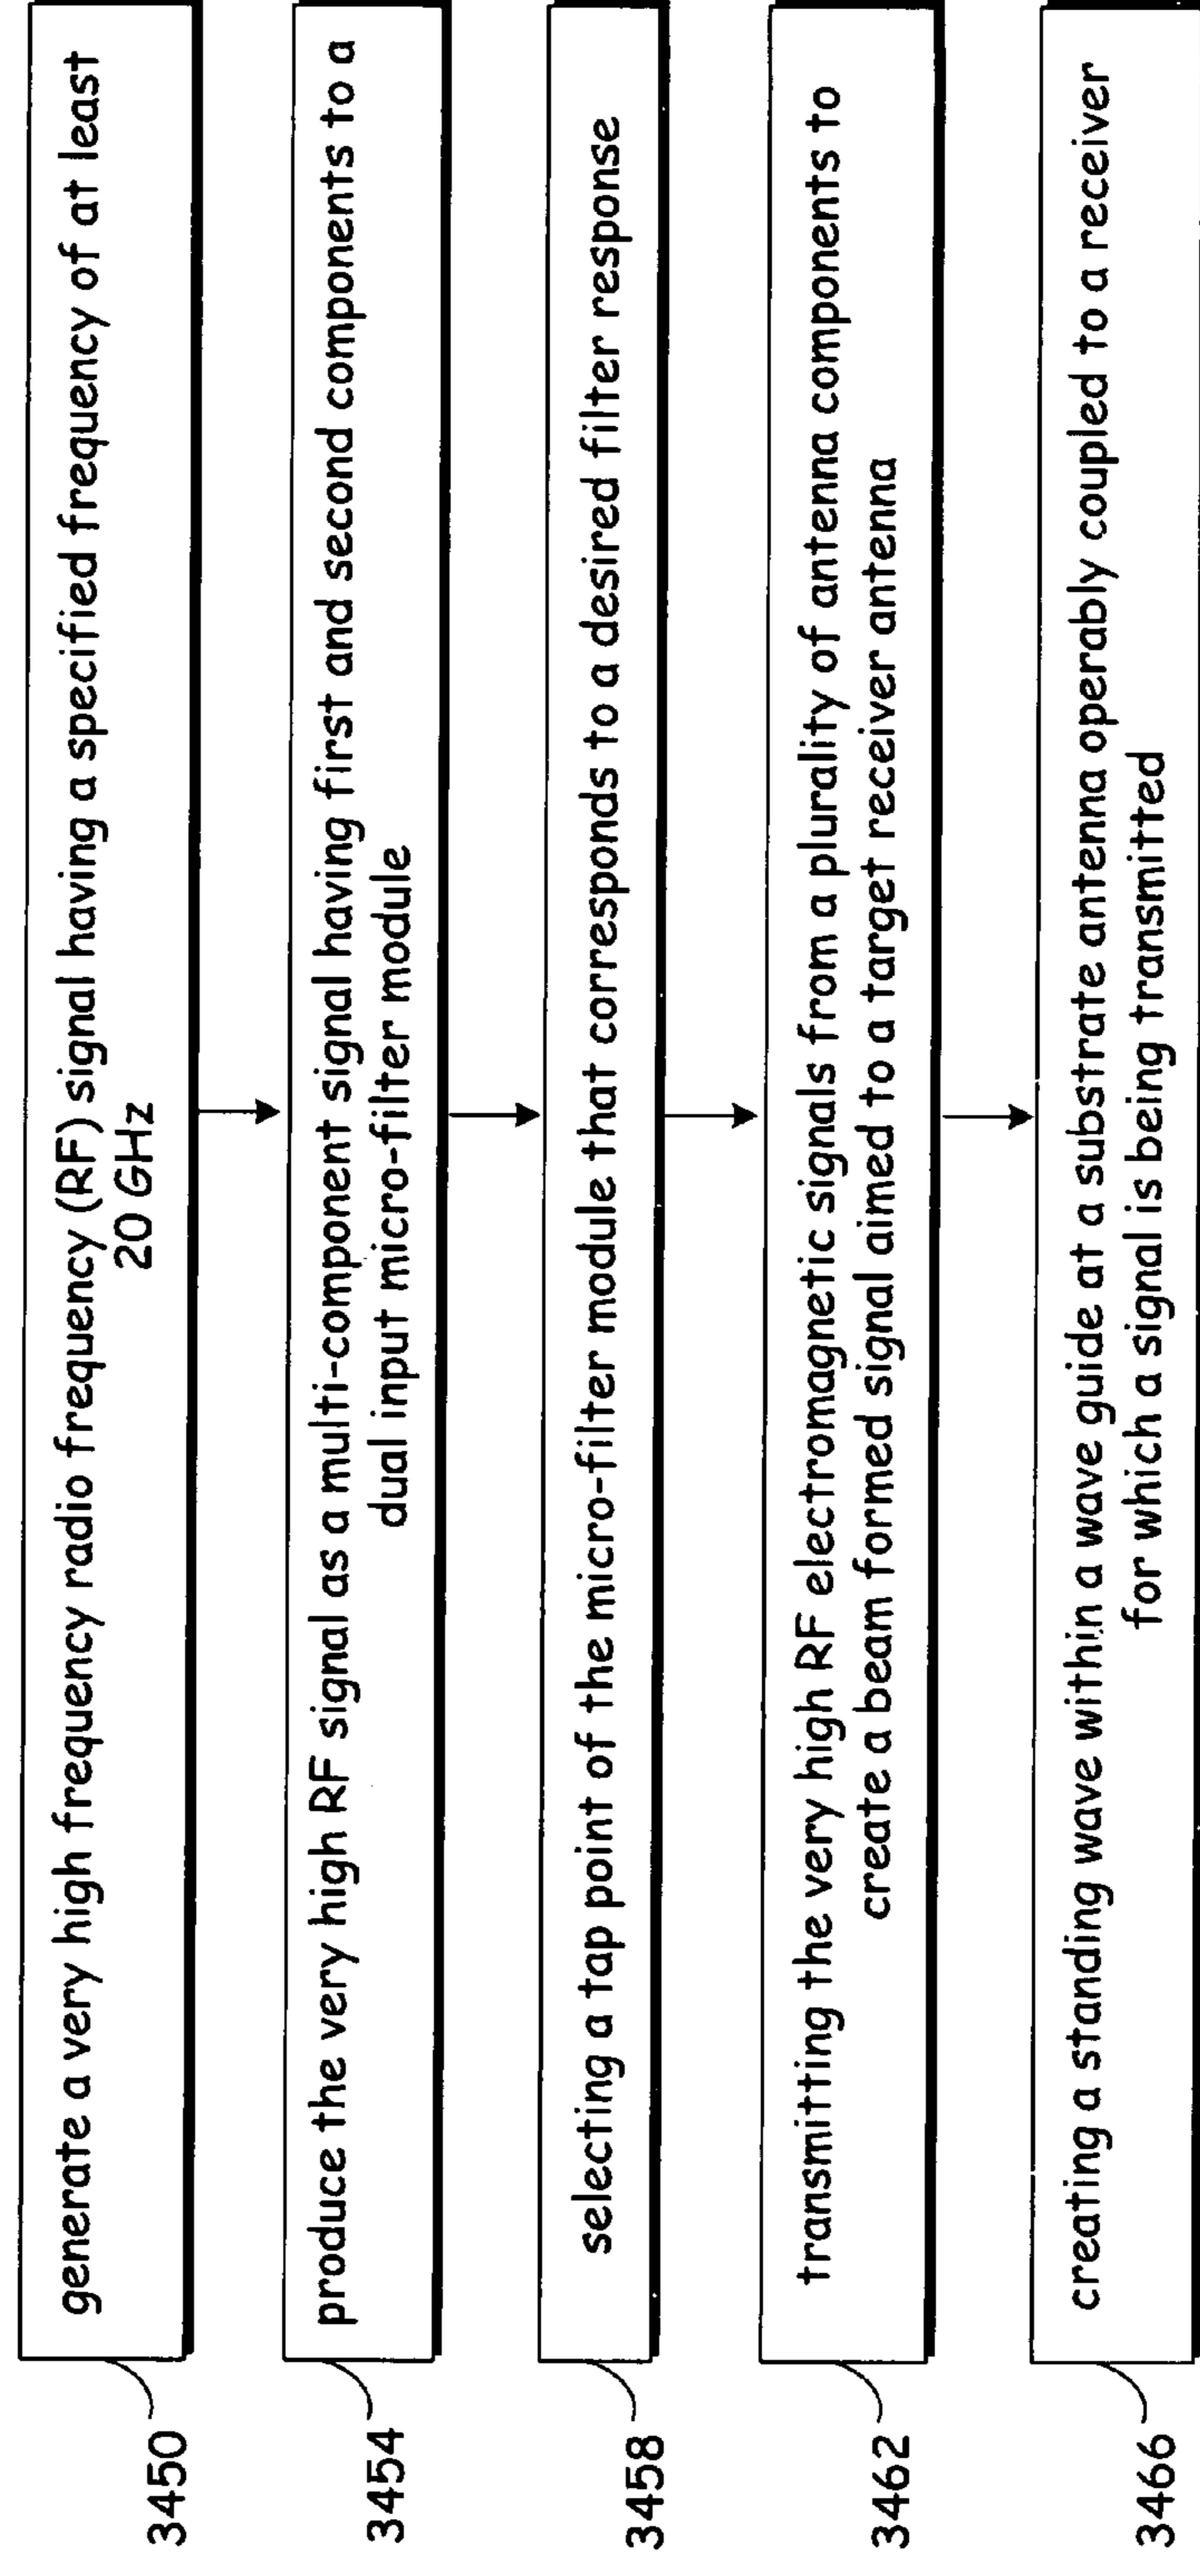 generate a very high frequency radio frequency (RF) signal having a specified frequency of at least
20 GHz
3450
produce the very high RF signal as a multi-component signal having first and second components to a
dual input micro-filter module
3454
selecting a tap point of the micro-filter module that corresponds to a desired filter response
3458
transmitting the very high RF electromagnetic signals from a plurality of antenna components to
create a beam formed signal aimed to a target receiver antenna
3462
creating a standing wave within a wave guide at a substrate antenna operably coupled to a receiver
for which a signal is being transmitted
3466